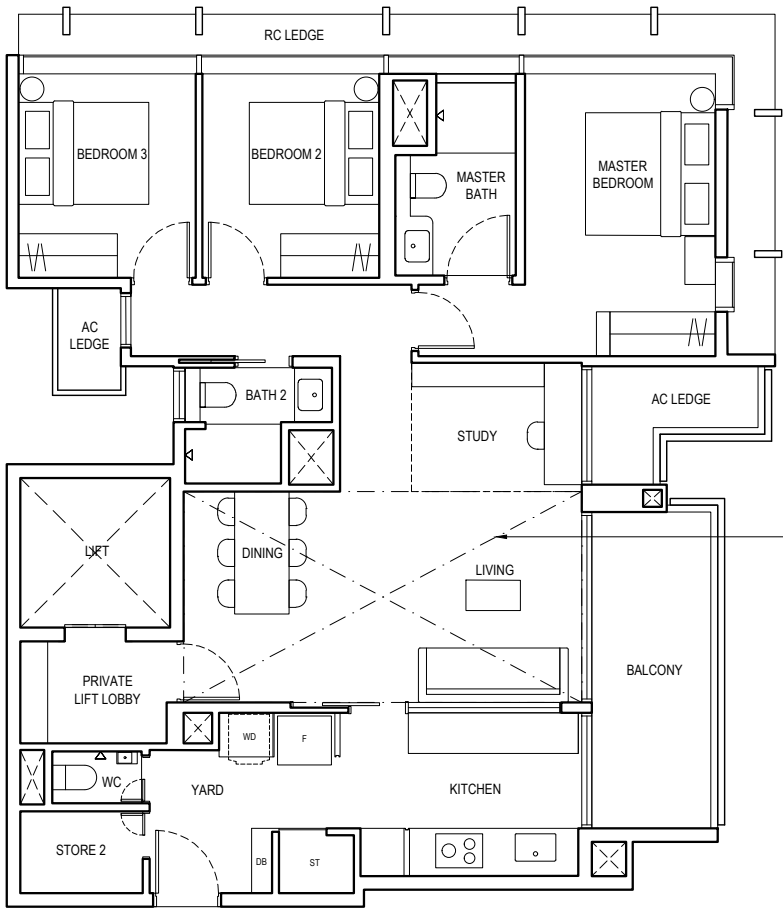 RC LEDGE
BEDROOM 3
BEDROOM 2
MASTER
BATH
MASTER
BEDROOM
AC
LEDGE
BATH 2
AC LEDGE
STUDY
LIFT
DINING
LIVING
PRIVATE
LIFT LOBBY
BALCONY
WD
F
WC
YARD
KITCHEN
STORE 2
DB
ST